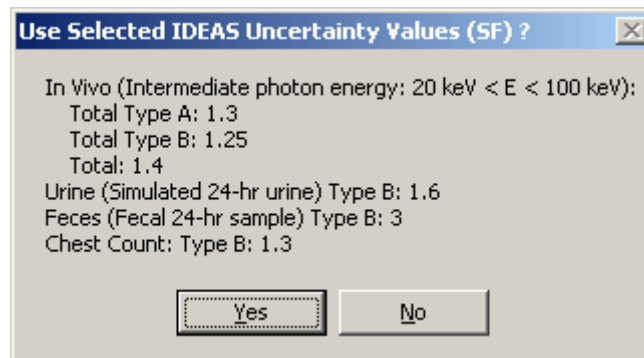 Use Selected IDEAS Uncertainty Values (SF) ?
In Vivo (Intermediate photon energy: 20 keV < E < 100 keV):
Total Type A: 1.3
Total Type B: 1.25
Total: 1.4
Urine (Simulated 24-hr urine) Type B: 1.6
Feces (Fecal 24-hr sample) Type B: 3
Chest Count: Type B: 1.3
Yes No